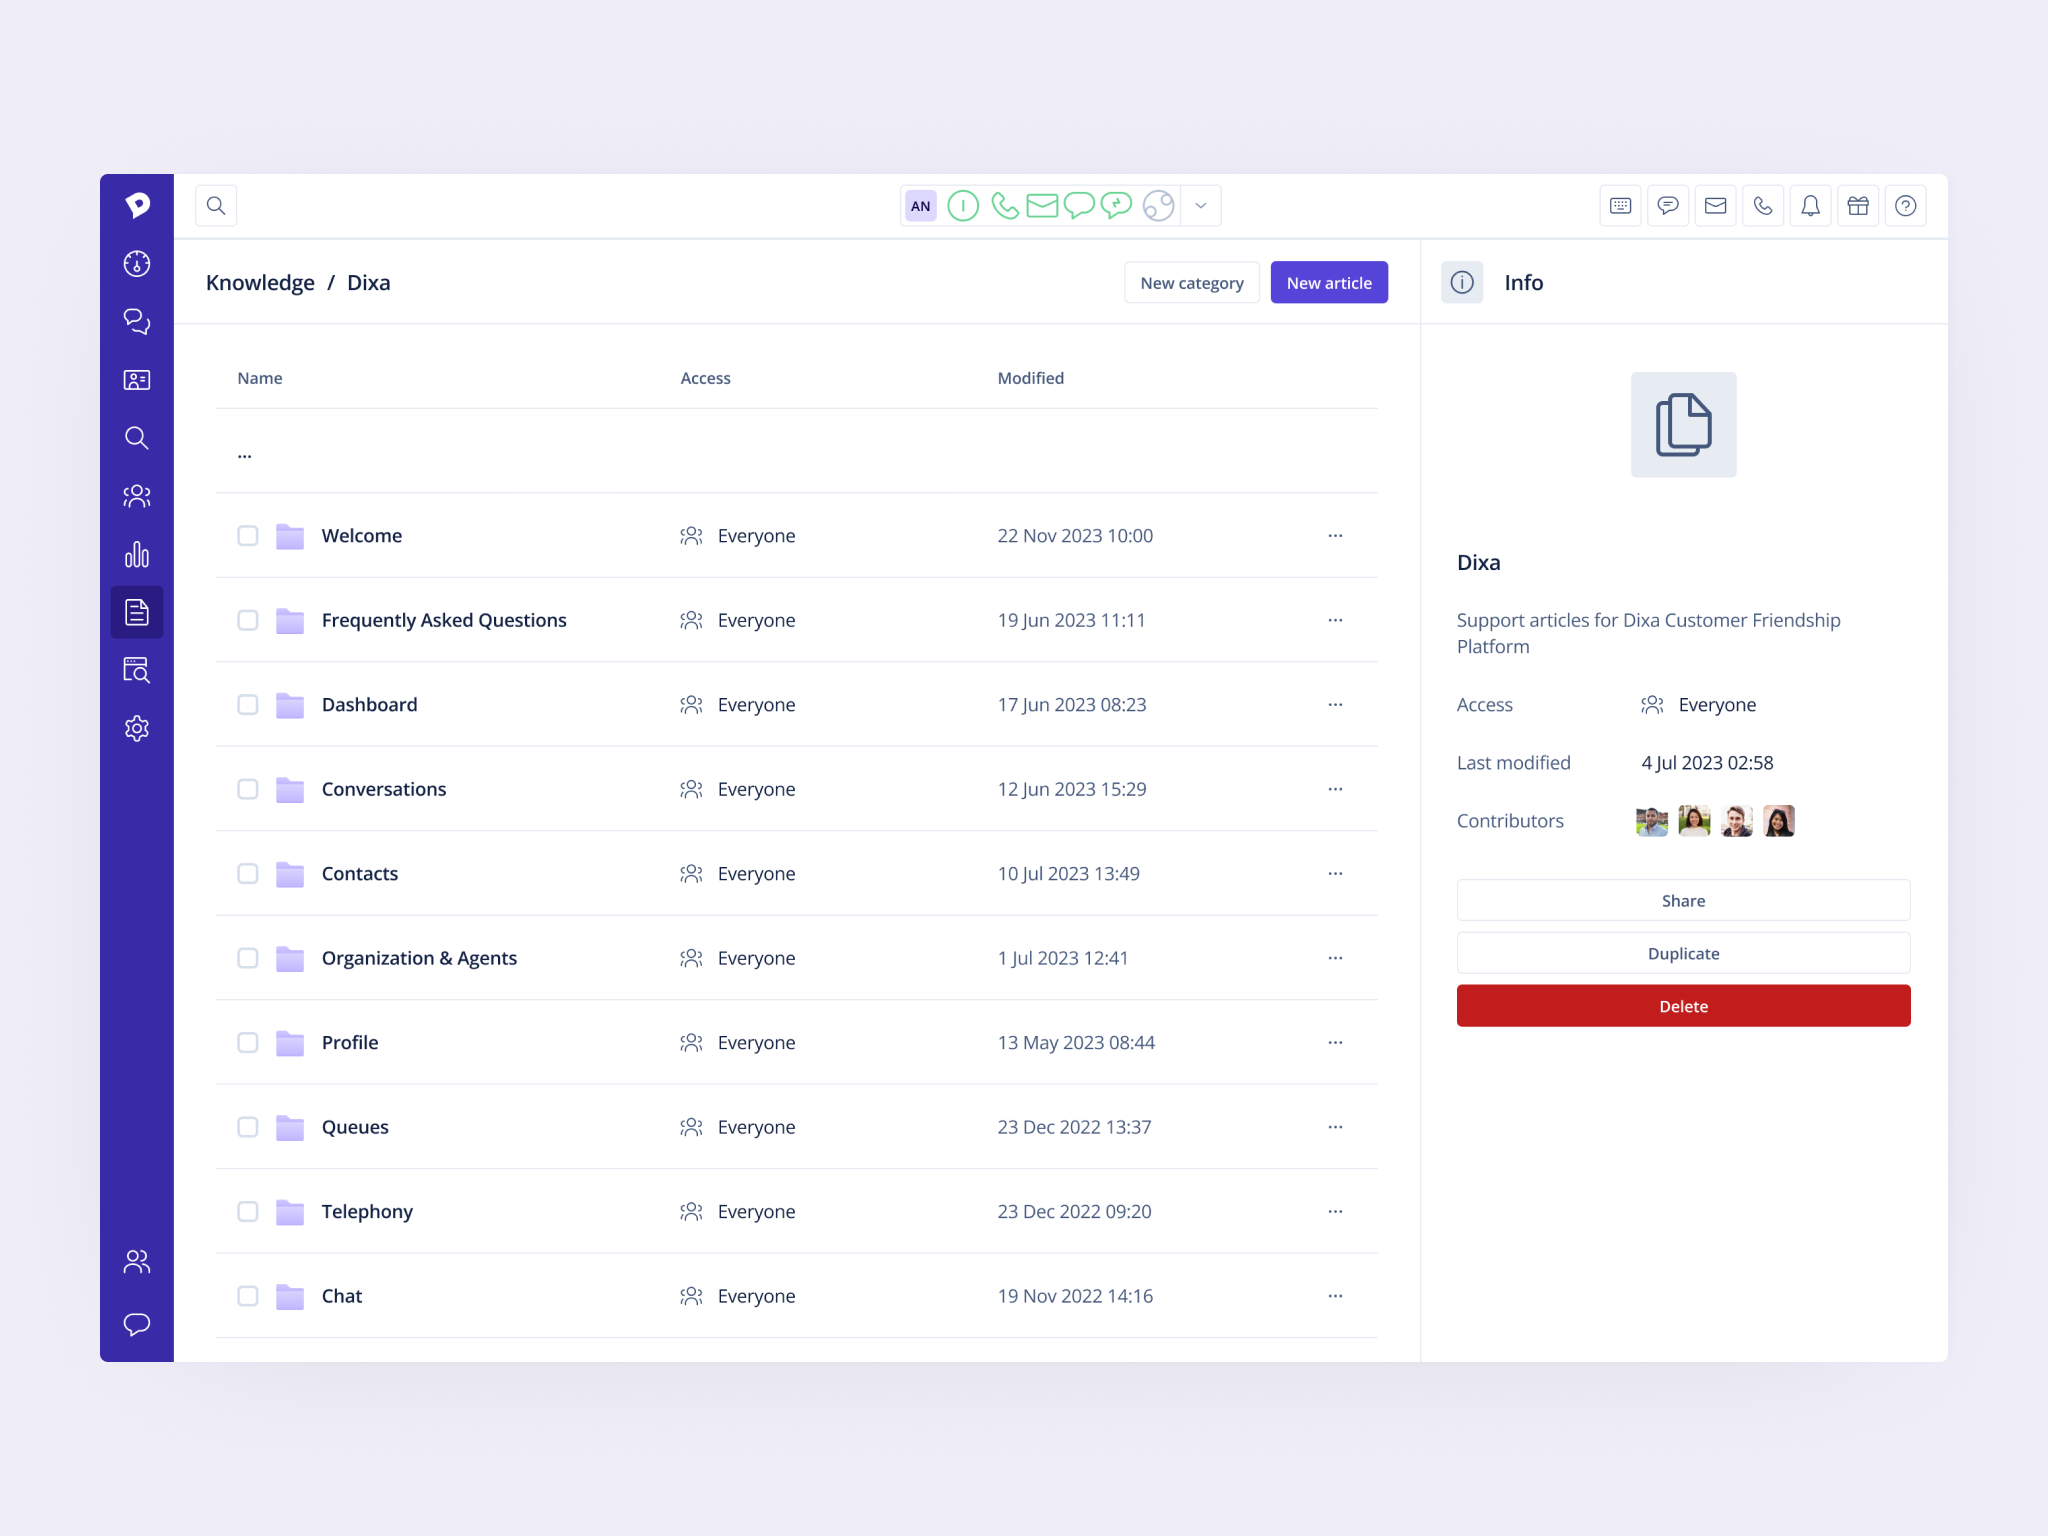 AN
Knowledge / Dixa
New category
New article
Info
Name
Access
Modified
...
Welcome
Everyone
22 Nov 2023 10:00
...
Frequently Asked Questions
Everyone
19 Jun 2023 11:11
...
Dashboard
Everyone
17 Jun 2023 08:23
...
Conversations
Everyone
12 Jun 2023 15:29
...
Contacts
Everyone
10 Jul 2023 13:49
...
Organization & Agents
Everyone
1 Jul 2023 12:41
...
Profile
Everyone
13 May 2023 08:44
...
Queues
Everyone
23 Dec 2022 13:37
...
Telephony
Everyone
23 Dec 2022 09:20
...
Chat
Everyone
19 Nov 2022 14:16
...
Dixa
Support articles for Dixa Customer Friendship
Platform
Access
Everyone
Last modified
4 Jul 2023 02:58
Contributors
Share
Duplicate
Delete